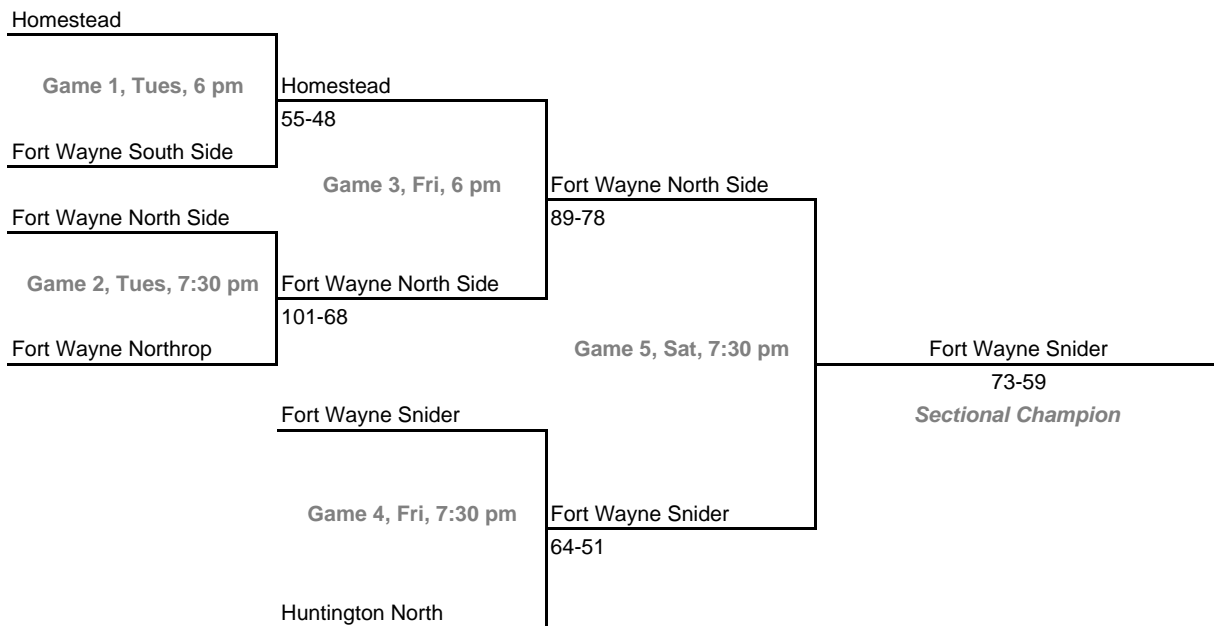 Homestead
Game 1, Tues, 6 pm
Homestead
55-48
Fort Wayne South Side
Game 3, Fri, 6 pm
Fort Wayne North Side
Fort Wayne North Side
89-78
Game 2, Tues, 7:30 pm
Fort Wayne North Side
101-68
Fort Wayne Northrop
Game 5, Sat, 7:30 pm
Fort Wayne Snider
73-59
Fort Wayne Snider
Sectional Champion
Game 4, Fri, 7:30 pm
Fort Wayne Snider
64-51
Huntington North